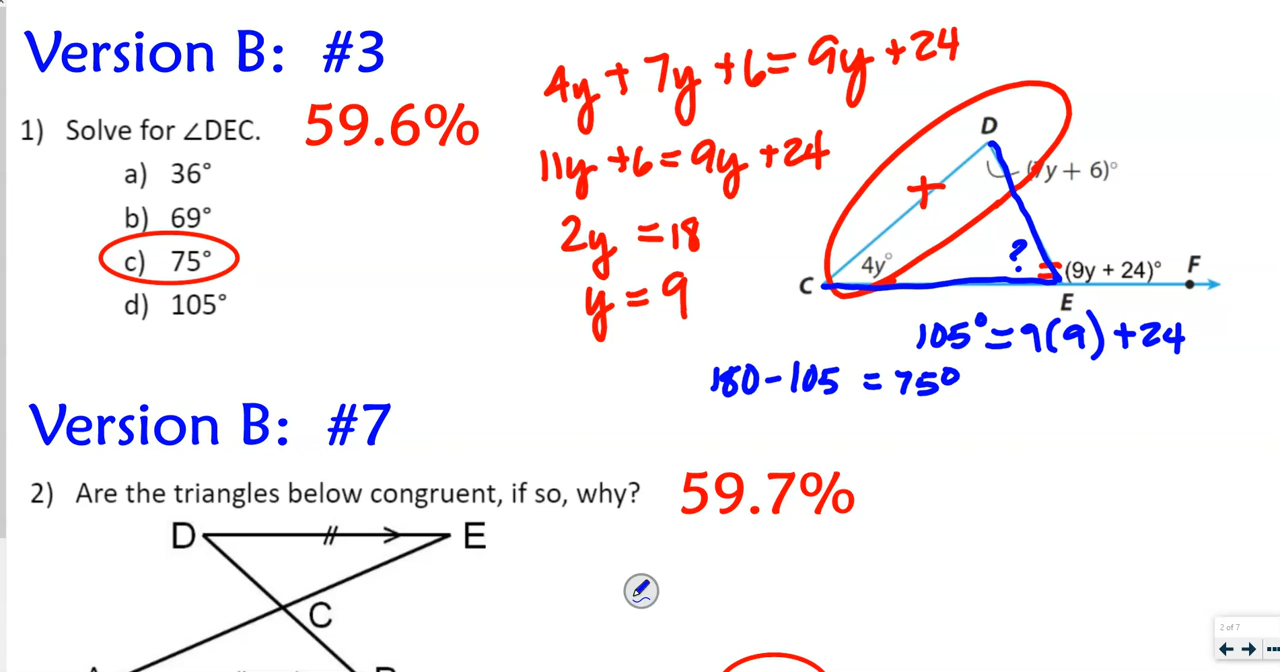 Version B: #3
1) Solve for ∠DEC.
59.6%
a) 36°
b) 69°
c) 75°
d) 105°
4y + 7y + 6 = 9y + 24
11y + 6 = 9y + 24
2y = 18
y = 9
D
y + 6)°
+
4y°
?
=
(9y + 24)°
F
C
E
105° = 9(9) + 24
180 - 105 = 75°
Version B: #7
2) Are the triangles below congruent, if so, why?
59.7%
D
E
C
2 of 7